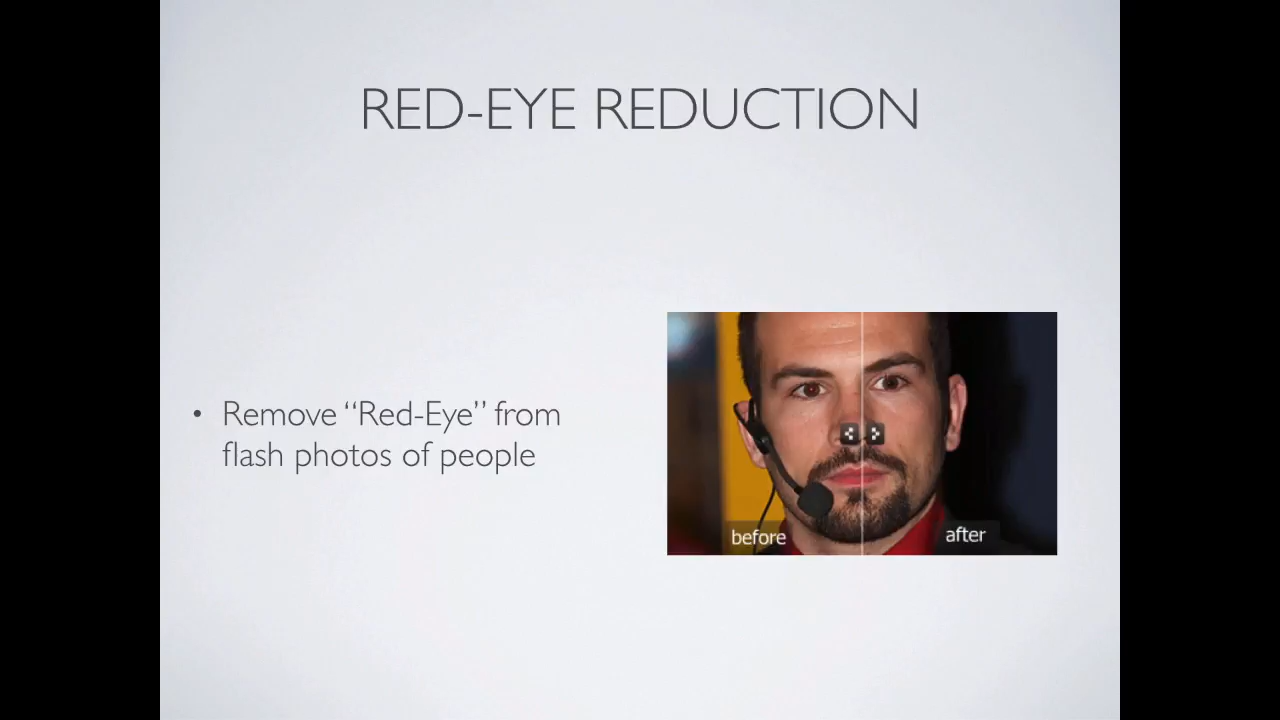 RED-EYE REDUCTION
• Remove “Red-Eye” from
flash photos of people
before
after